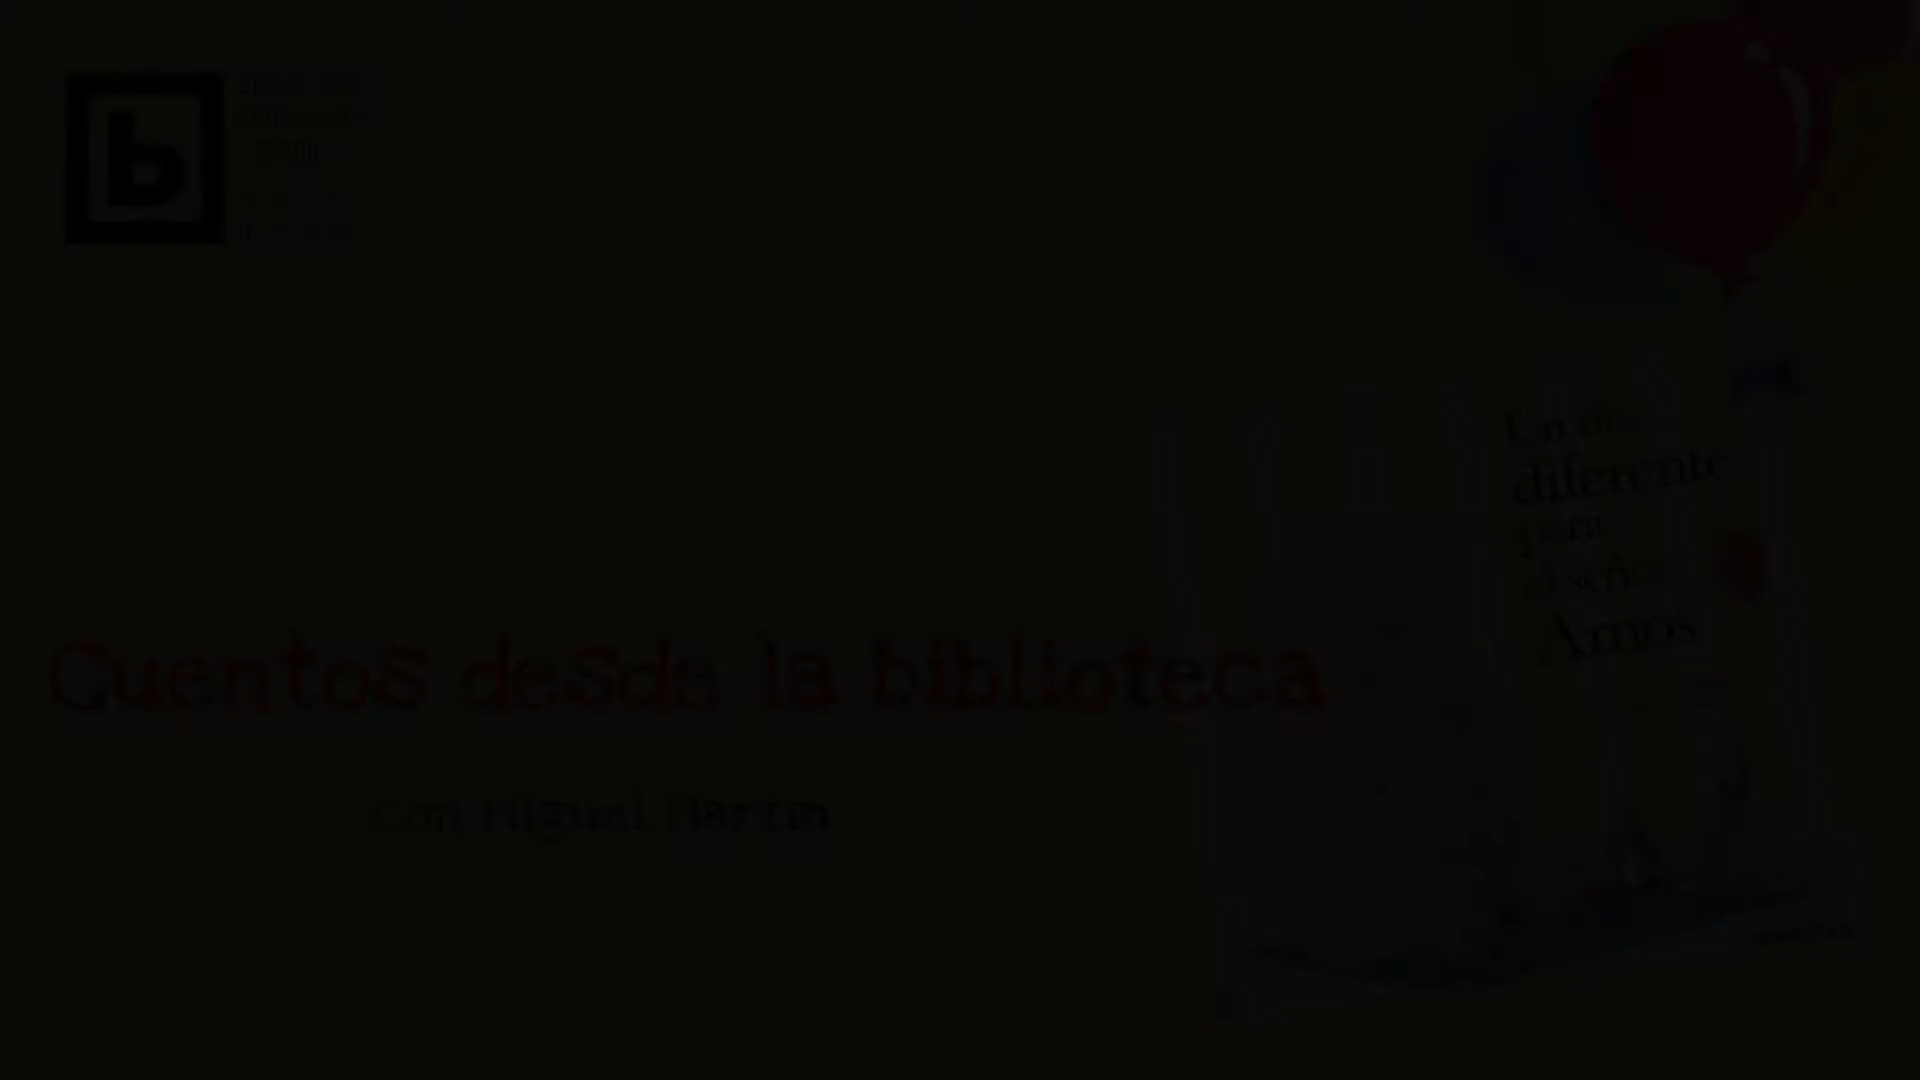 b
Un día
diferente
para
el señor
Amos
Cuentos desde la biblioteca
Con Miguel Martín